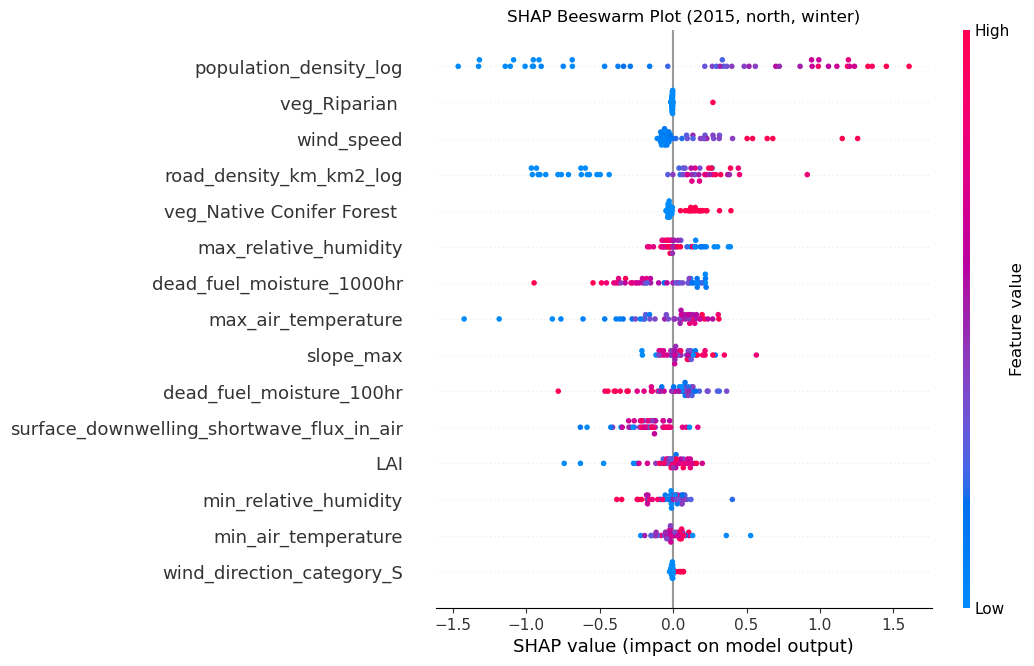 SHAP Beeswarm Plot (2015, north, winter)
High
population_density_log
veg_Riparian
wind_speed
road_density_km_km2_log
veg_Native Conifer Forest
max_relative_humidity
dead_fuel_moisture_1000hr
max_air_temperature
slope_max
dead_fuel_moisture_100hr
surface_downwelling_shortwave_flux_in_air
LAI
min_relative_humidity
min_air_temperature
wind_direction_category_S
Feature value
Low
−1.5 −1.0 −0.5 0.0 0.5 1.0 1.5
SHAP value (impact on model output)